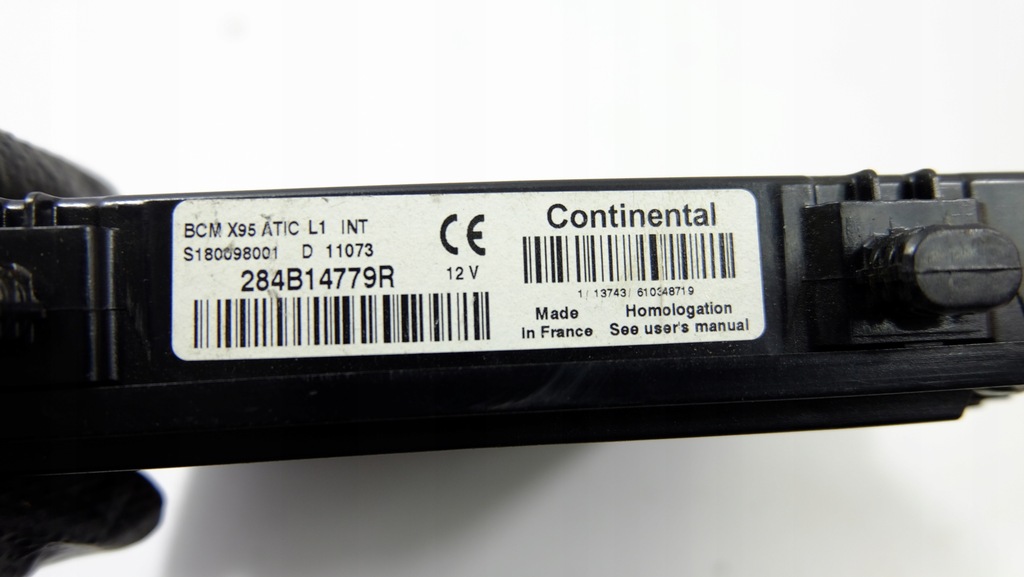 BCM X95 ATIC L1 INT
S180098001 D 11073
284B14779R
CE
12 V
Continental
1/ 13743/ 610348719
Made
In France
Homologation
See user's manual